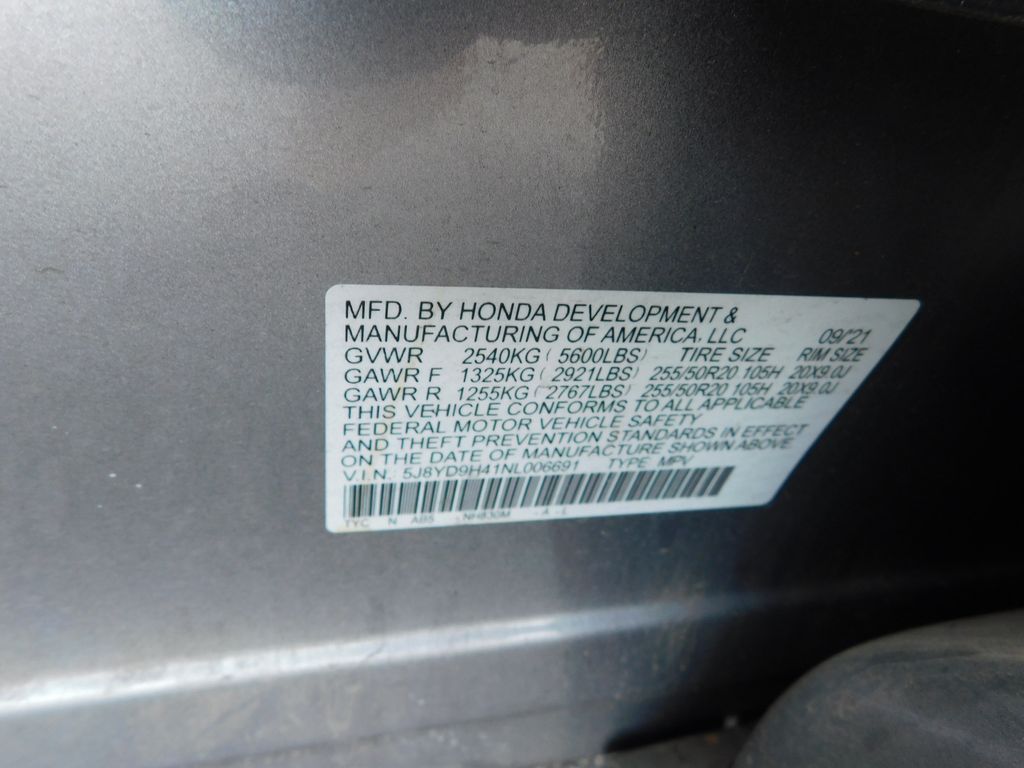 MFD. BY HONDA DEVELOPMENT &
MANUFACTURING OF AMERICA, LLC 09/'21
GVWR 2540KG ( 5600LBS) TIRE SIZE RIM SIZE
GAWR F 1325KG ( 2921LBS) 255/50R20 105H 20X9.0J
GAWR R 1255KG ( 2767LBS) 255/50R20 105H 20X9.0J
THIS VEHICLE CONFORMS TO ALL APPLICABLE
FEDERAL MOTOR VEHICLE SAFETY
AND THEFT PREVENTION STANDARDS IN EFFECT
ON THE DATE OF MANUFACTURE SHOWN ABOVE.
V.I.N.: 5J8YD9H41NL006691 TYPE: MPV
TYC N AB5 - NH830M - A - L